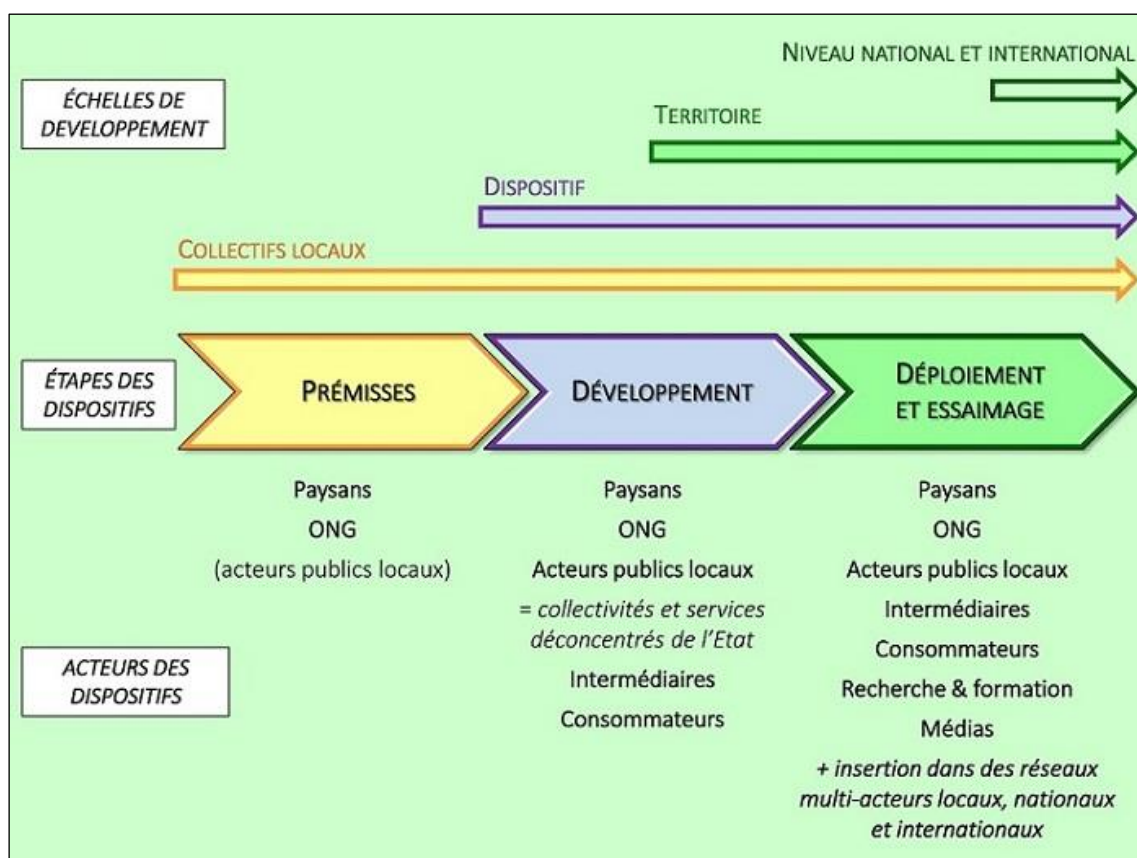 NIVEAU NATIONAL ET INTERNATIONAL
ÉCHELLES DE
DEVELOPPEMENT
TERRITOIRE
DISPOSITIF
COLLECTIFS LOCAUX
ÉTAPES DES
DISPOSITIFS
PRÉMISSES
DÉVELOPPEMENT
DÉPLOIEMENT
ET ESSAIMAGE
ACTEURS DES
DISPOSITIFS
Paysans
ONG
(acteurs publics locaux)
Paysans
ONG
Acteurs publics locaux
= collectivités et services
déconcentrés de l'Etat
Intermédiaires
Consommateurs
Paysans
ONG
Acteurs publics locaux
Intermédiaires
Consommateurs
Recherche & formation
Médias
+ insertion dans des réseaux
multi-acteurs locaux, nationaux
et internationaux